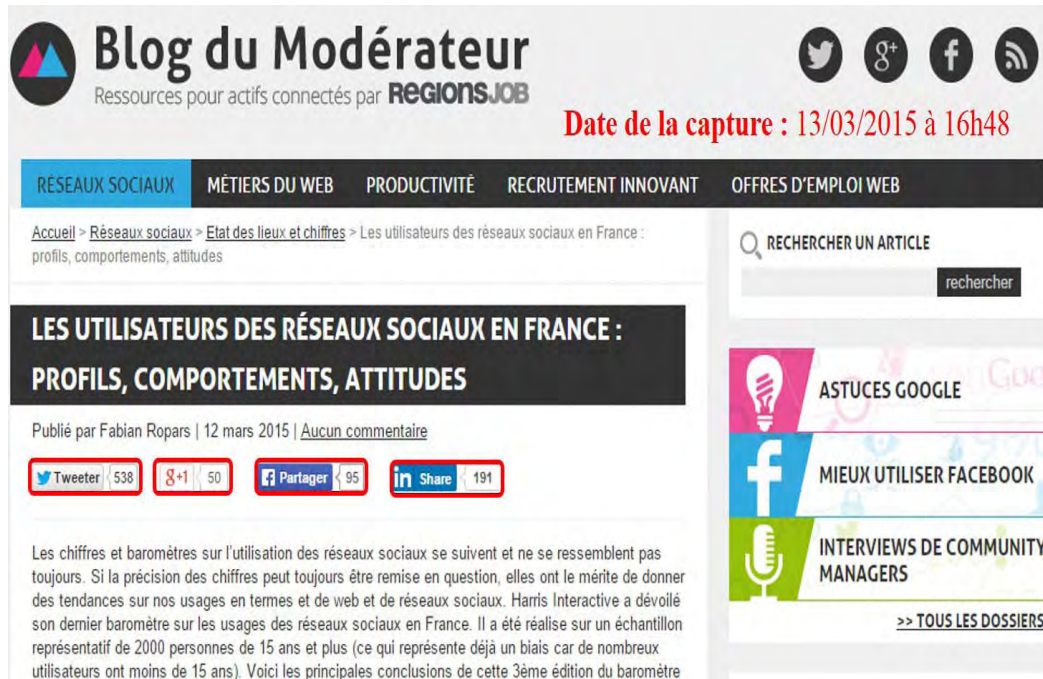 Blog du Modérateur
Ressources pour actifs connectés par REGIONSJOB
Date de la capture : 13/03/2015 à 16h48
RÉSEAUX SOCIAUX MÉTIERS DU WEB PRODUCTIVITÉ RECRUTEMENT INNOVANT OFFRES D'EMPLOI WEB
Accueil > Réseaux sociaux > Etat des lieux et chiffres > Les utilisateurs des réseaux sociaux en France :
profils, comportements, attitudes
LES UTILISATEURS DES RÉSEAUX SOCIAUX EN FRANCE :
PROFILS, COMPORTEMENTS, ATTITUDES
Publié par Fabian Ropars | 12 mars 2015 | Aucun commentaire
Tweeter 538 g+1 50 Partager 95 in Share 191
Les chiffres et baromètres sur l'utilisation des réseaux sociaux se suivent et ne se ressemblent pas
toujours. Si la précision des chiffres peut toujours être remise en question, elles ont le mérite de donner
des tendances sur nos usages en termes et de web et de réseaux sociaux. Harris Interactive a dévoilé
son dernier baromètre sur les usages des réseaux sociaux en France. Il a été réalise sur un échantillon
représentatif de 2000 personnes de 15 ans et plus (ce qui représente déjà un biais car de nombreux
utilisateurs ont moins de 15 ans). Voici les principales conclusions de cette 3ème édition du baromètre
RECHERCHER UN ARTICLE
rechercher
ASTUCES GOOGLE
MIEUX UTILISER FACEBOOK
INTERVIEWS DE COMMUNITY
MANAGERS
>> TOUS LES DOSSIERS